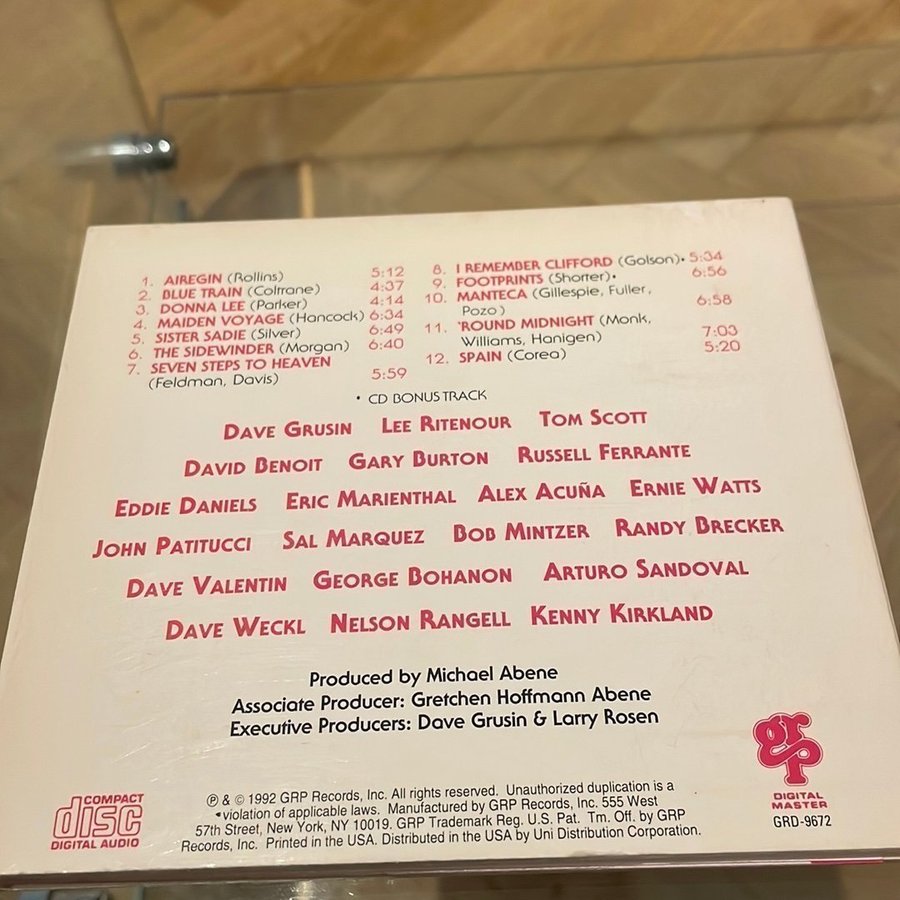 1. AIREGIN (Rollins) 5:12
2. BLUE TRAIN (Coltrane) 4:37
3. DONNA LEE (Parker) 4:14
4. MAIDEN VOYAGE (Hancock) 6:34
5. SISTER SADIE (Silver) 6:49
6. THE SIDEWINDER (Morgan) 6:40
7. SEVEN STEPS TO HEAVEN
(Feldman, Davis) 5:59
8. I REMEMBER CLIFFORD (Golson)• 5:34
9. FOOTPRINTS (Shorter)• 6:56
10. MANTECA (Gillespie, Fuller,
Pozo) 6:58
11. 'ROUND MIDNIGHT (Monk,
Williams, Hanigen) 7:03
12. SPAIN (Corea) 5:20
• CD BONUS TRACK
DAVE GRUSIN LEE RITENOUR TOM SCOTT
DAVID BENOIT GARY BURTON RUSSELL FERRANTE
EDDIE DANIELS ERIC MARIENTHAL ALEX ACUÑA ERNIE WATTS
JOHN PATITUCCI SAL MARQUEZ BOB MINTZER RANDY BRECKER
DAVE VALENTIN GEORGE BOHANON ARTURO SANDOVAL
DAVE WECKL NELSON RANGELL KENNY KIRKLAND
Produced by Michael Abene
Associate Producer: Gretchen Hoffmann Abene
Executive Producers: Dave Grusin & Larry Rosen
℗ & © 1992 GRP Records, Inc. All rights reserved. Unauthorized duplication is a
violation of applicable laws. Manufactured by GRP Records, Inc. 555 West
57th Street, New York, NY 10019. GRP Trademark Reg. U.S. Pat. Tm. Off. by GRP
Records, Inc. Printed in the USA. Distributed in the USA by Uni Distribution Corporation.
COMPACT
disc
DIGITAL AUDIO
grp
DIGITAL
MASTER
GRD-9672